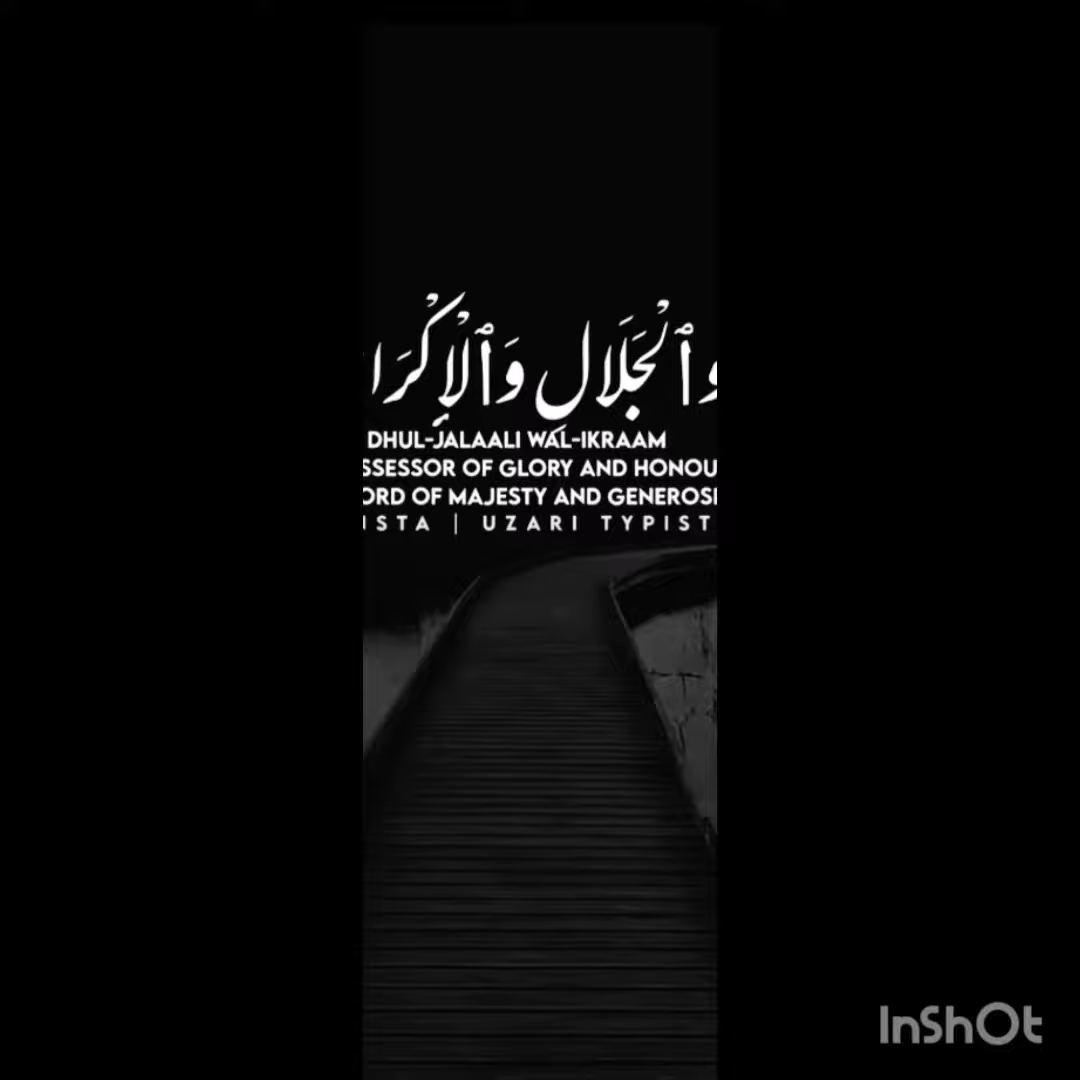 وٱلْجَلَالِ وَٱلْإِكْرَا
DHUL-JALAALI WAL-IKRAAM
SSESSOR OF GLORY AND HONOU
ORD OF MAJESTY AND GENEROSI
ISTA | UZARI TYPIST
InShOt